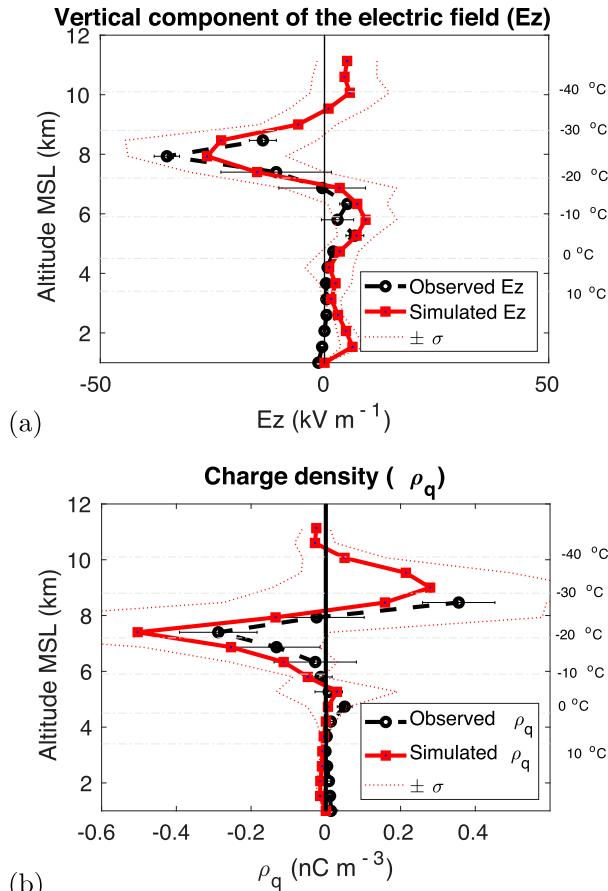 Vertical component of the electric field (Ez)
12
10
8
6
4
2
Altitude MSL (km)
-40 °C
-30 °C
-20 °C
-10 °C
0 °C
10 °C
Observed Ez
Simulated Ez
± σ
-50
0
50
Ez (kV m⁻¹)
(a)
Charge density ( ρq)
12
10
8
6
4
2
Altitude MSL (km)
-40 °C
-30 °C
-20 °C
-10 °C
0 °C
10 °C
Observed ρq
Simulated ρq
± σ
-0.6
-0.4
-0.2
0
0.2
0.4
ρq (nC m⁻³)
(b)